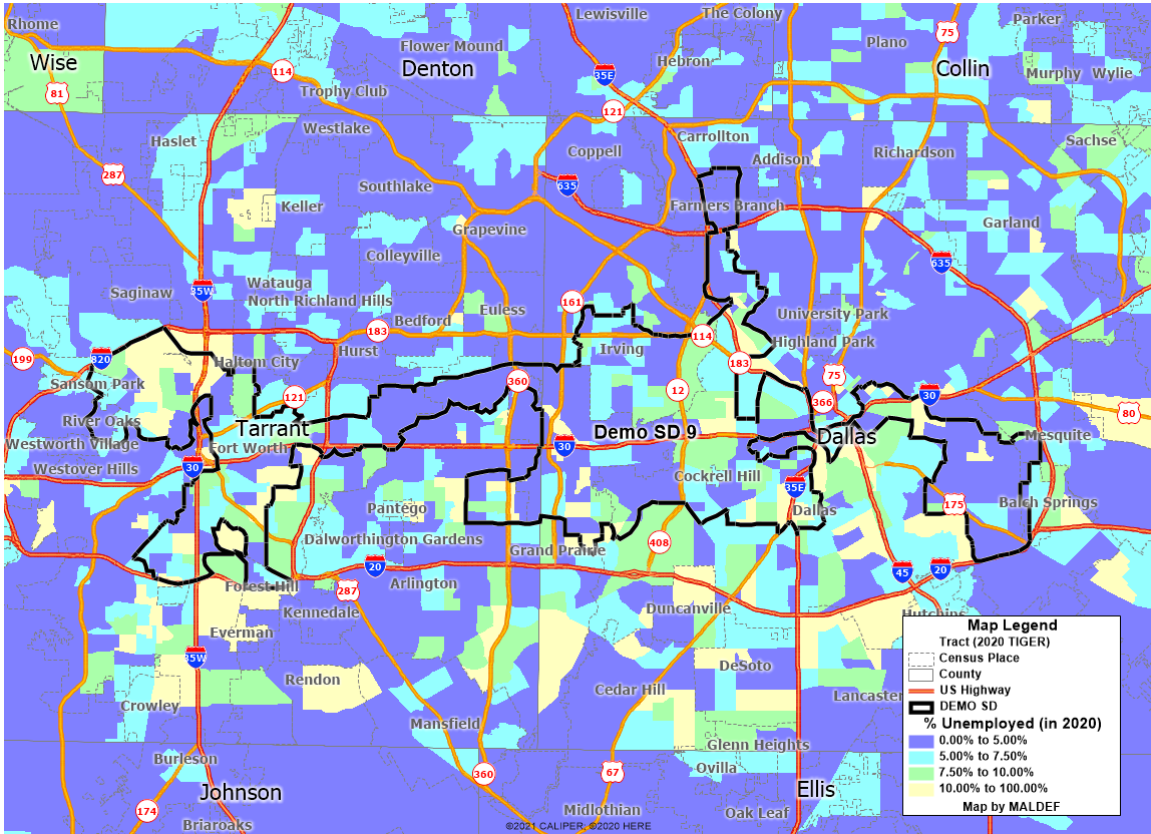 Rhome
Lewisville
The Colony
Parker
Flower Mound
Plano
75
Wise
Denton
Hebron
Collin
114
35E
Murphy
Wylie
81
Trophy Club
121
Westlake
Carrollton
Sachse
Haslet
Coppell
Addison
Richardson
287
Southlake
635
Keller
Farmers Branch
Grapevine
Garland
Colleyville
635
Saginaw
35W
Watauga
161
North Richland Hills
Euless
University Park
Bedford
183
114
Highland Park
199
820
Haltom City
Hurst
Irving
183
75
Sansom Park
360
12
366
30
River Oaks
121
80
Westworth Village
Tarrant
Demo SD 9
Dallas
Mesquite
Fort Worth
30
Westover Hills
30
Cockrell Hill
35E
Balch Springs
Pantego
Dallas
175
Dalworthington Gardens
Grand Prairie
408
20
Arlington
45
20
Forest Hill
287
Kennedale
Duncanville
Hutchins
Everman
35W
Rendon
DeSoto
Cedar Hill
Lancaster
Crowley
Mansfield
Glenn Heights
Burleson
360
67
Ovilla
Johnson
Ellis
174
Midlothian
Oak Leaf
Briaroaks
©2021 CALIPER; ©2020 HERE
Map Legend
Tract (2020 TIGER)
Census Place
County
US Highway
DEMO SD
% Unemployed (in 2020)
0.00% to 5.00%
5.00% to 7.50%
7.50% to 10.00%
10.00% to 100.00%
Map by MALDEF